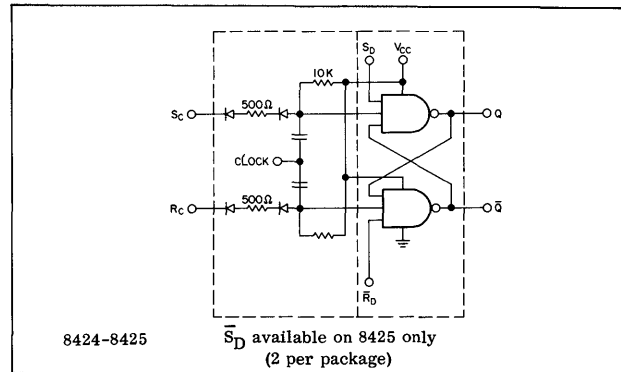 S_D V_CC
10K
500Ω
S_C Q
CLOCK
500Ω
R_C Q̅
R̅_D
8424-8425 S̅_D available on 8425 only
(2 per package)